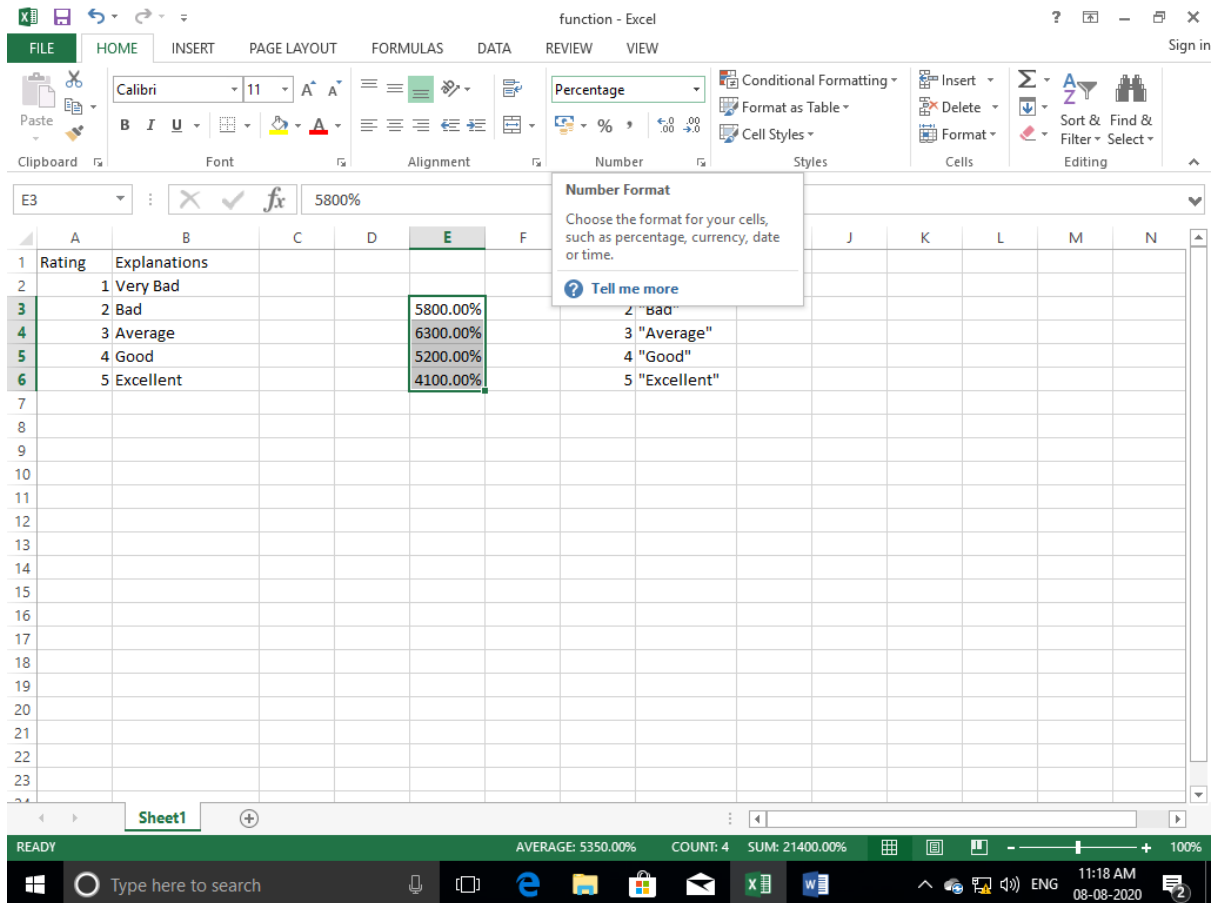 function - Excel
FILE HOME INSERT PAGE LAYOUT FORMULAS DATA REVIEW VIEW Sign in
Calibri 11 A A Percentage Conditional Formatting Insert
Paste Format as Table Delete Sort & Find &
B I U A % , .00 .0 Cell Styles Format Filter Select
Clipboard Font Alignment Number Styles Cells Editing
E3 fx 5800%
Number Format
Choose the format for your cells,
such as percentage, currency, date
or time.
Tell me more
A B C D E F J K L M N
1 Rating Explanations
2 1 Very Bad
3 2 Bad 5800.00% 2 "Bad"
4 3 Average 6300.00% 3 "Average"
5 4 Good 5200.00% 4 "Good"
6 5 Excellent 4100.00% 5 "Excellent"
7
8
9
10
11
12
13
14
15
16
17
18
19
20
21
22
23
Sheet1
READY AVERAGE: 5350.00% COUNT: 4 SUM: 21400.00% 100%
Type here to search ENG 11:18 AM
08-08-2020 2